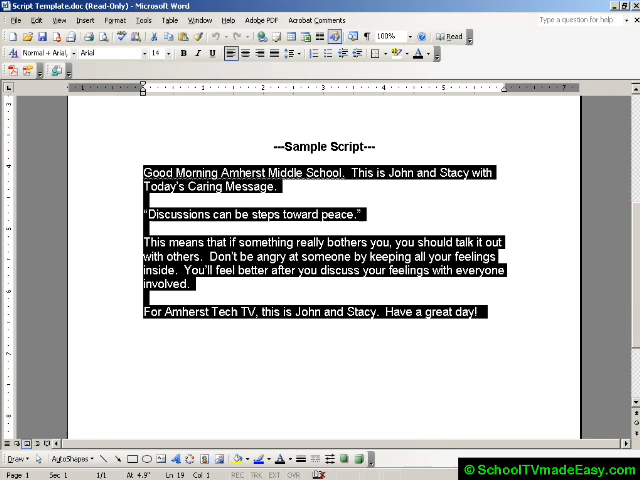 Script Template.doc (Read-Only) - Microsoft Word
File Edit View Insert Format Tools Table Window Help Adobe PDF Acrobat Comments
Type a question for help
100% Read
Normal + Arial, Arial 14
---Sample Script---
Good Morning Amherst Middle School.  This is John and Stacy with
Today's Caring Message.
“Discussions can be steps toward peace.”
This means that if something really bothers you, you should talk it out
with others.  Don't be angry at someone by keeping all your feelings
inside.  You'll feel better after you discuss your feelings with everyone
involved.
For Amherst Tech TV, this is John and Stacy.  Have a great day!
Draw AutoShapes
Page 1 Sec 1 1/1 At 4.9" Ln 19 Col 1 REC TRK EXT OVR
© SchoolTVmadeEasy.com